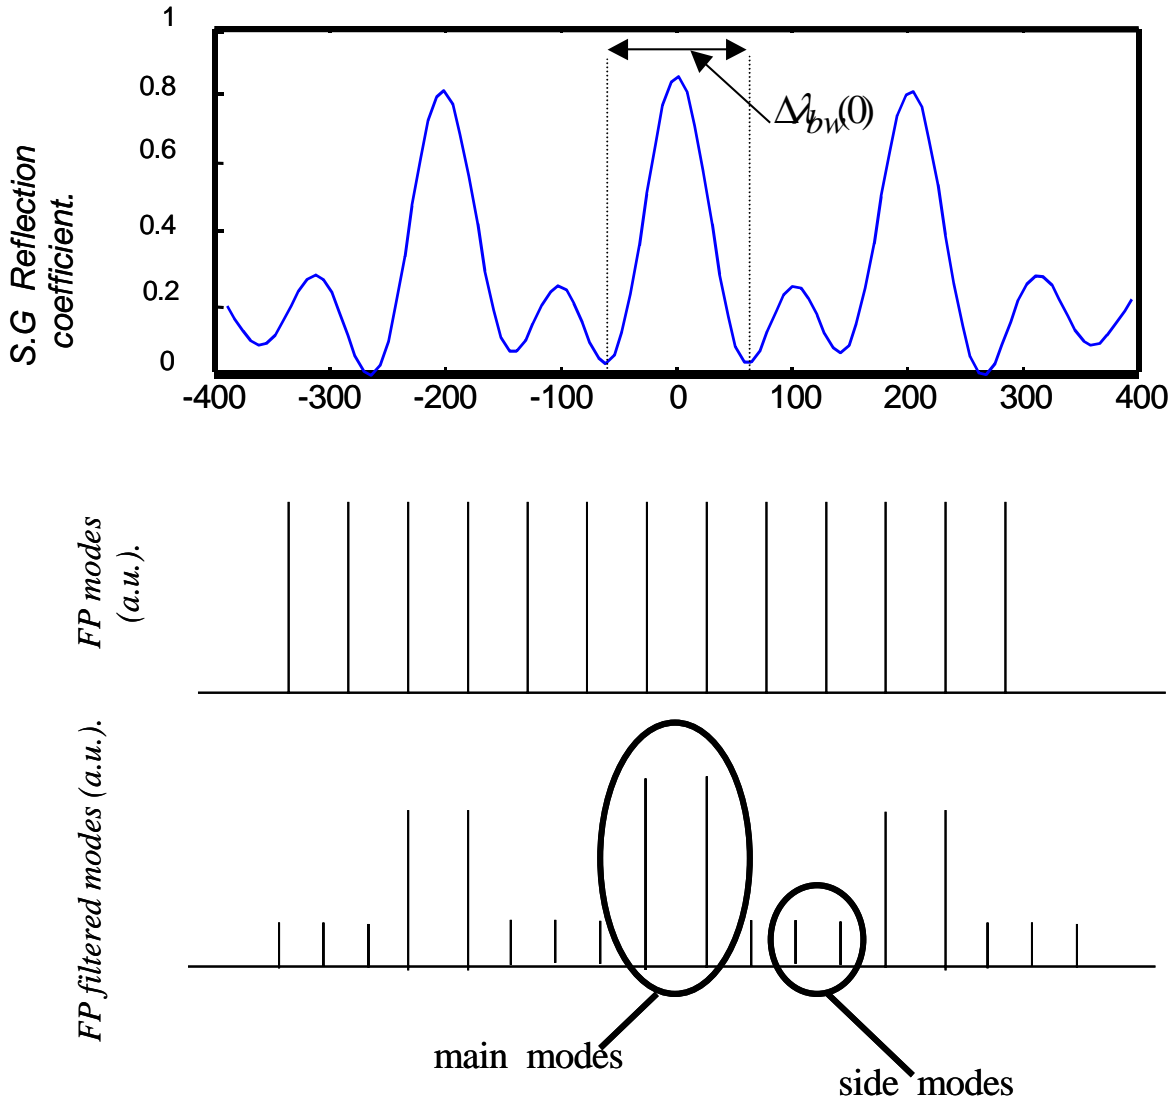 1
0.8
0.6
0.4
0.2
0
S.G Reflection
coefficient.
Δλbw(0)
-400 -300 -200 -100 0 100 200 300 400
FP modes
(a.u.).
FP filtered modes (a.u.).
main modes
side modes